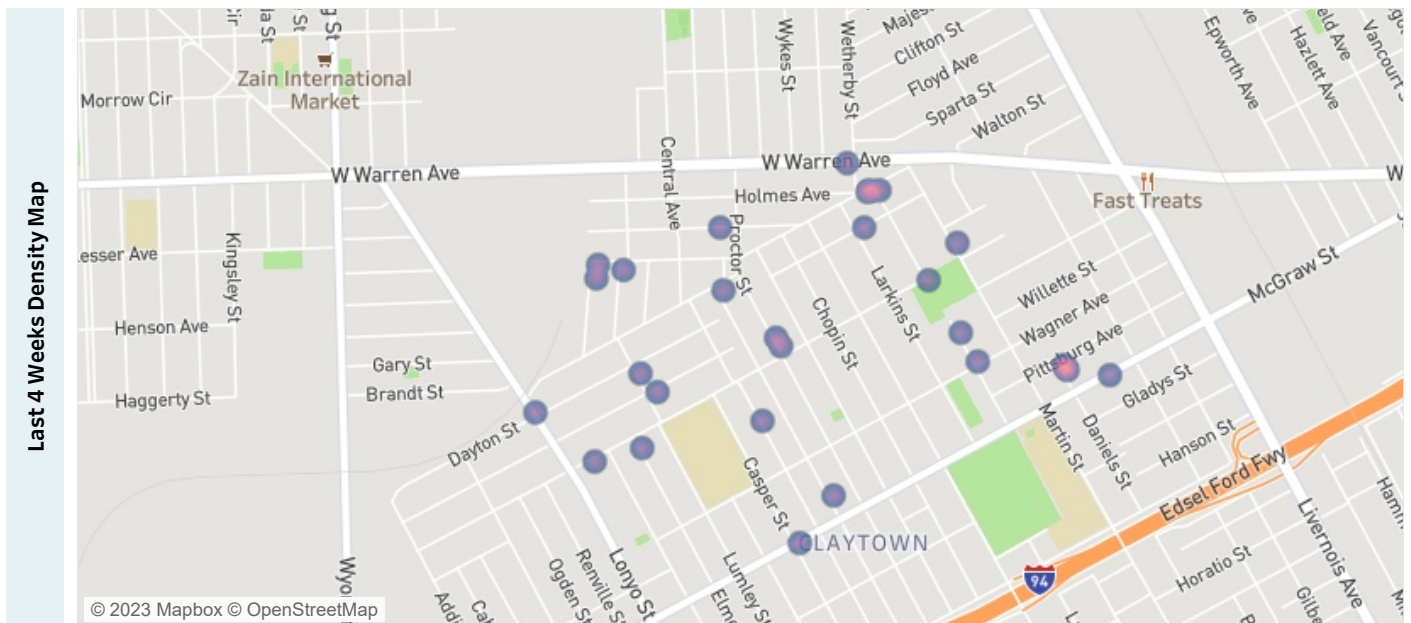 Last 4 Weeks Density Map
Zain International
Market
Morrow Cir
W Warren Ave
Kingsley St
Henson Ave
Haggerty St
Gary St
Brandt St
Dayton St
Central Ave
Wykes St
Wetherby St
Clifton St
Floyd Ave
Sparta St
Walton St
W Warren Ave
Holmes Ave
Proctor St
Chopin St
Larkins St
Willette St
Wagner Ave
Pittsburg Ave
Gladys St
Hanson St
Martin St
Daniels St
McGraw St
Fast Treats
Epworth Ave
Hazlett Ave
Casper St
CLAYTOWN
Edsel Ford Fwy
94
Horatio St
Livernois Ave
Lonyo St
Renville S
Ogden St
Lumley St
© 2023 Mapbox © OpenStreetMap